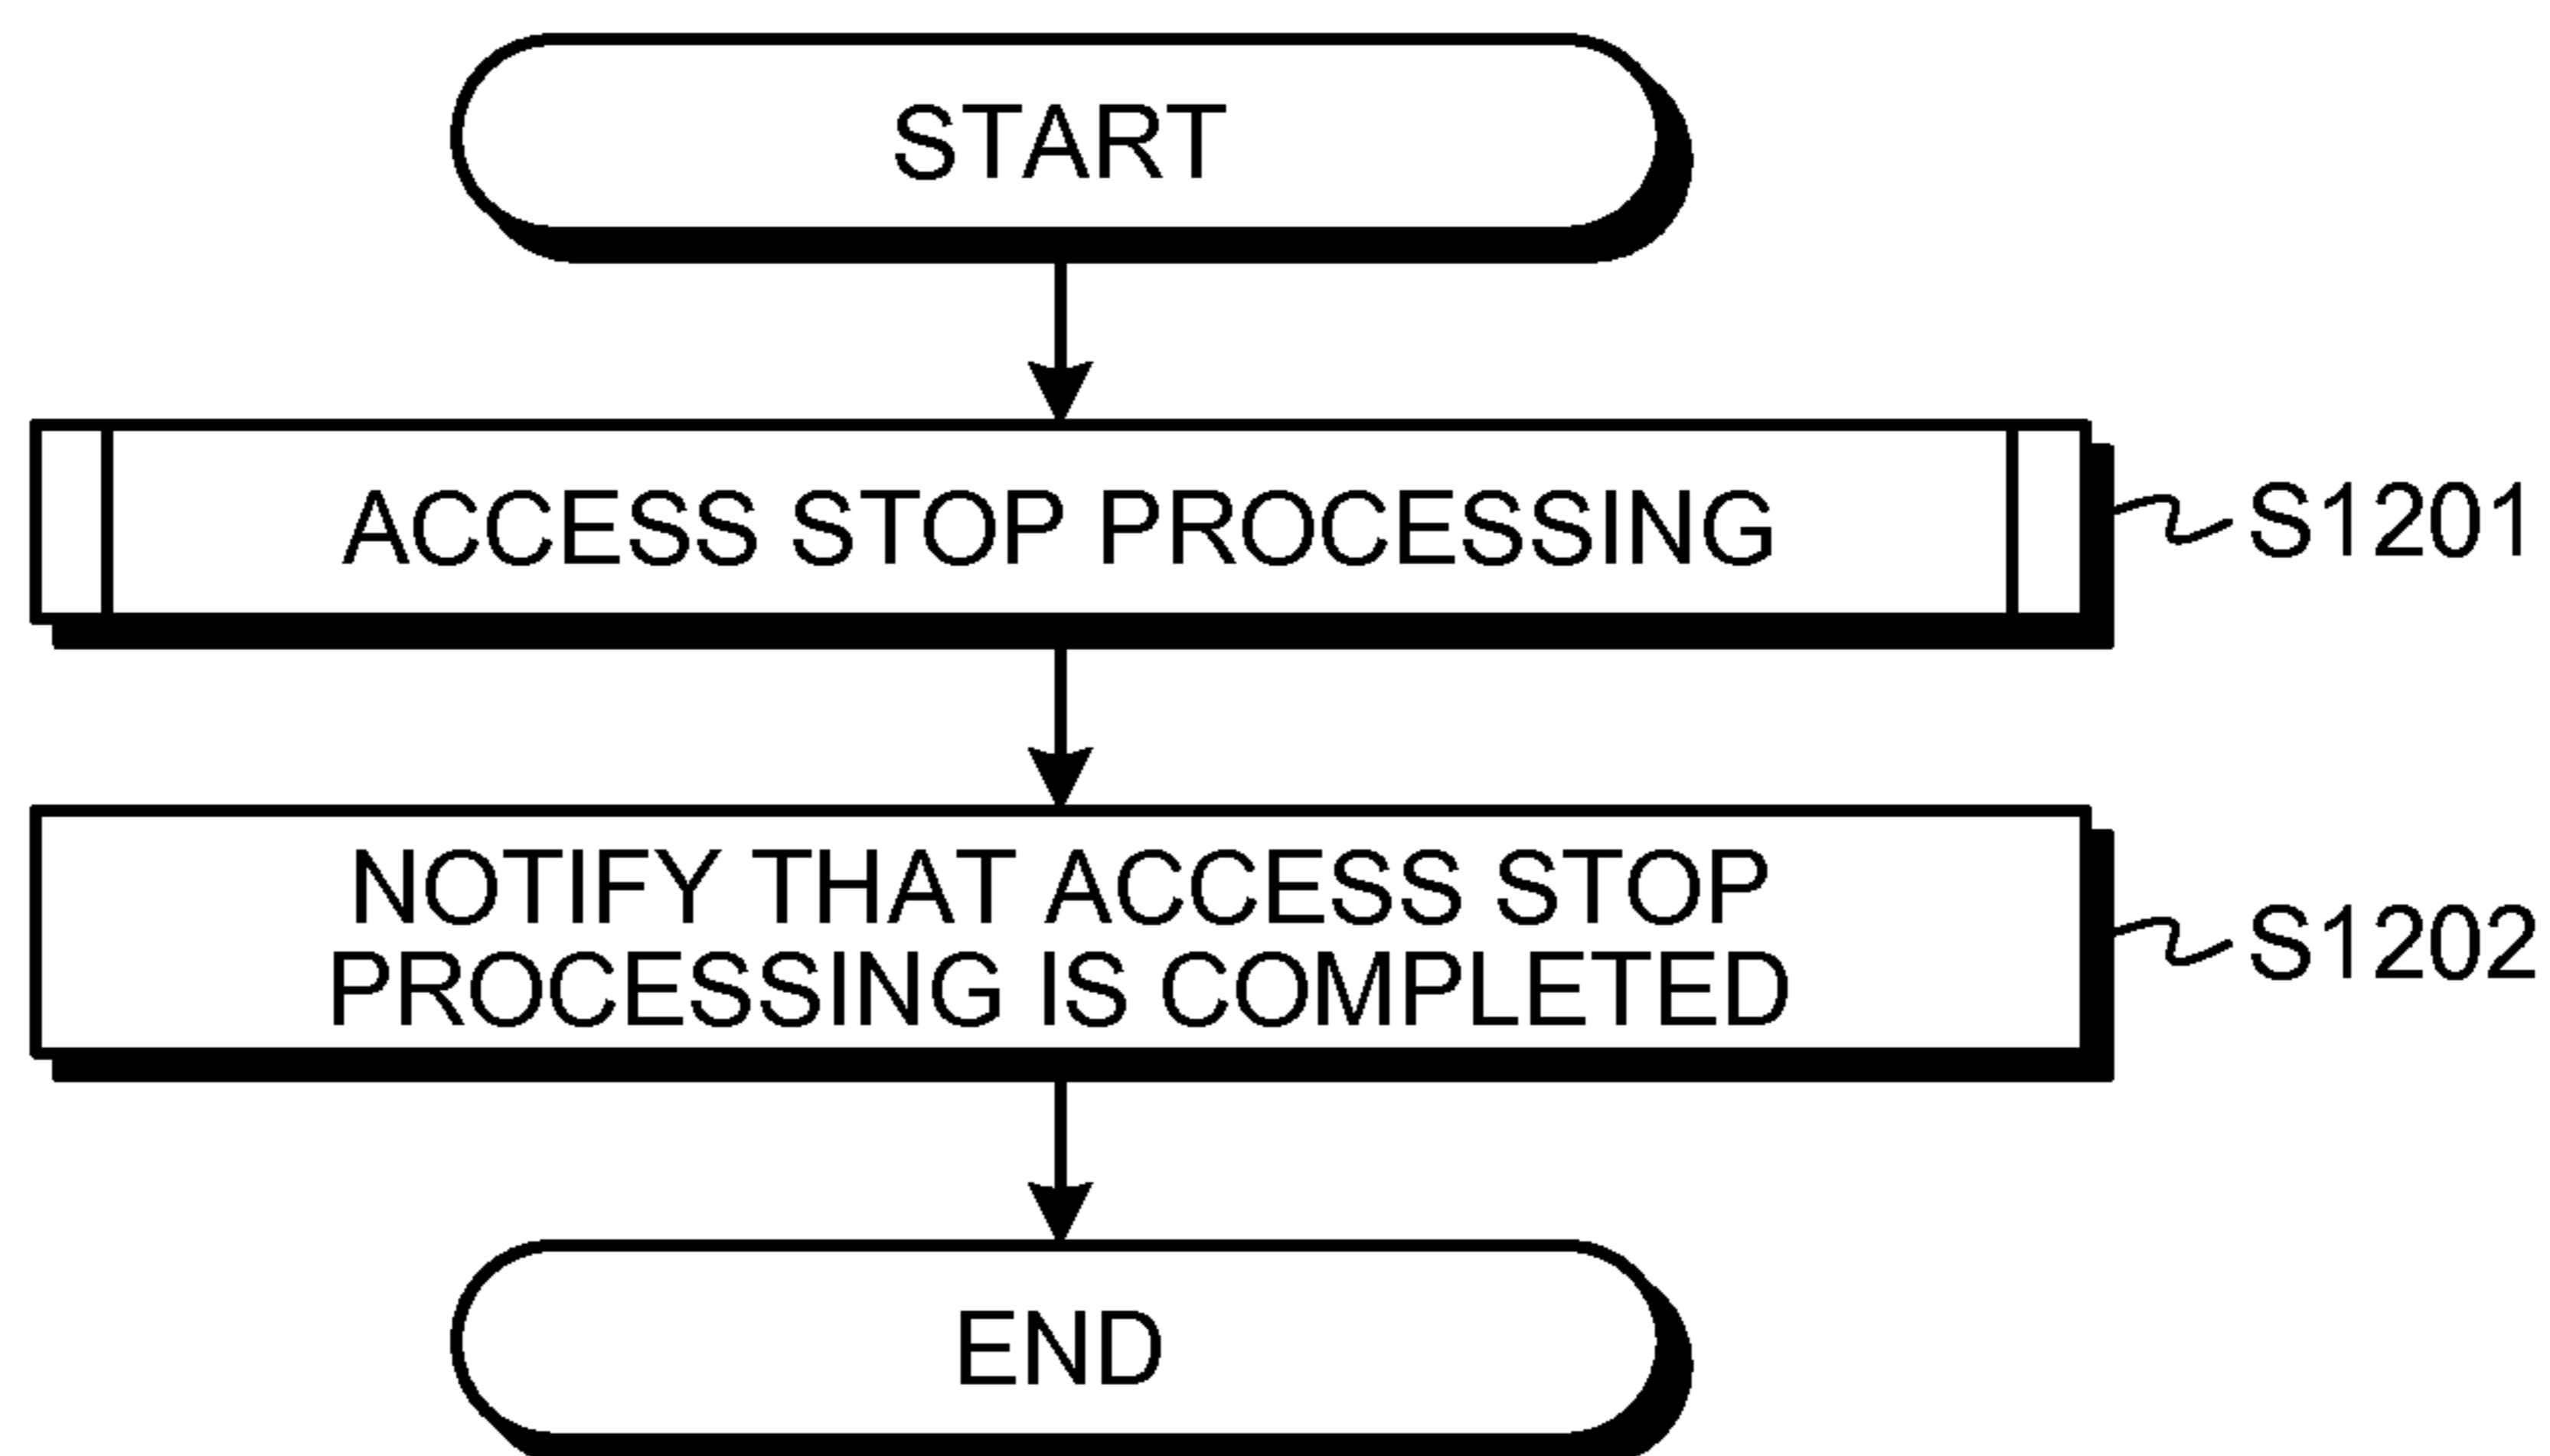 START
ACCESS STOP PROCESSING
S1201
NOTIFY THAT ACCESS STOP
PROCESSING IS COMPLETED
S1202
END